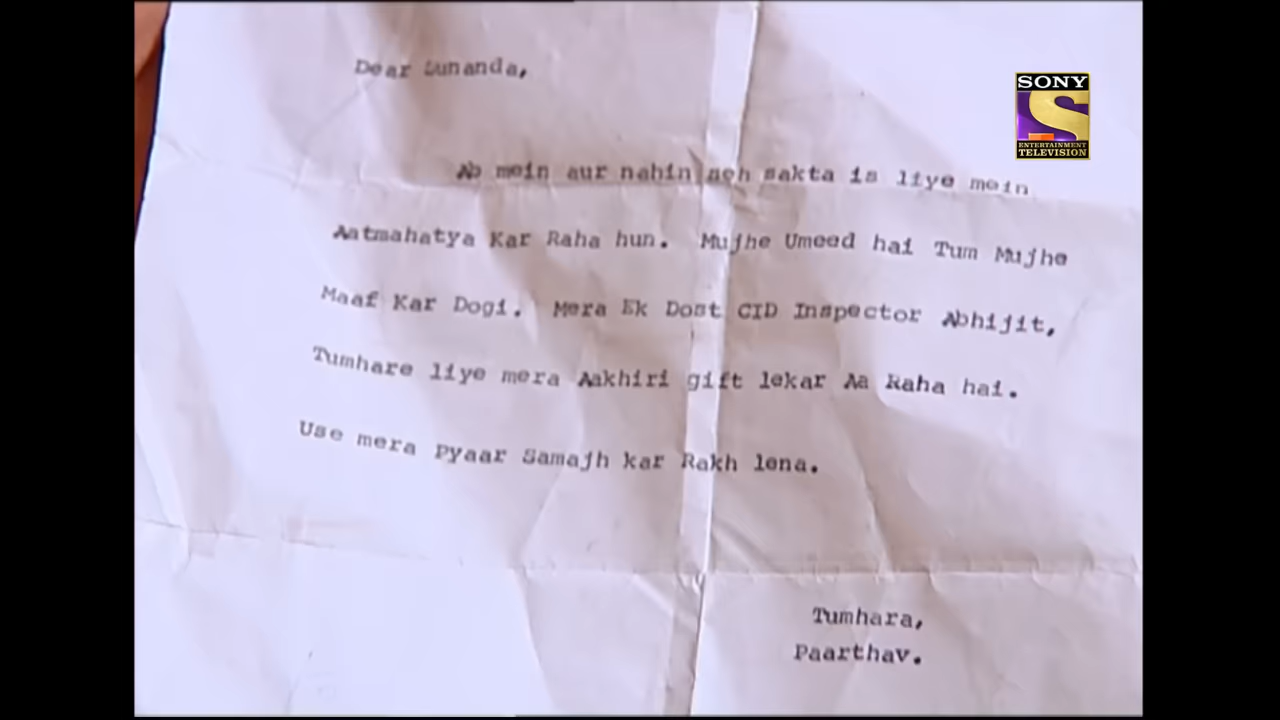 Dear Sunanda,
Ab mein aur nahin seh sakta is liye mein
Aatmahatya Kar Raha hun. Mujhe Umeed hai Tum Mujhe
Maaf Kar Dogi. Mera Ek Dost CID Inspector Abhijit,
Tumhare liye mera Aakhiri gift lekar Aa Raha hai.
Use mera Pyaar Samajh kar Rakh lena.
Tumhara,
Paarthav.
SONY
ENTERTAINMENT
TELEVISION